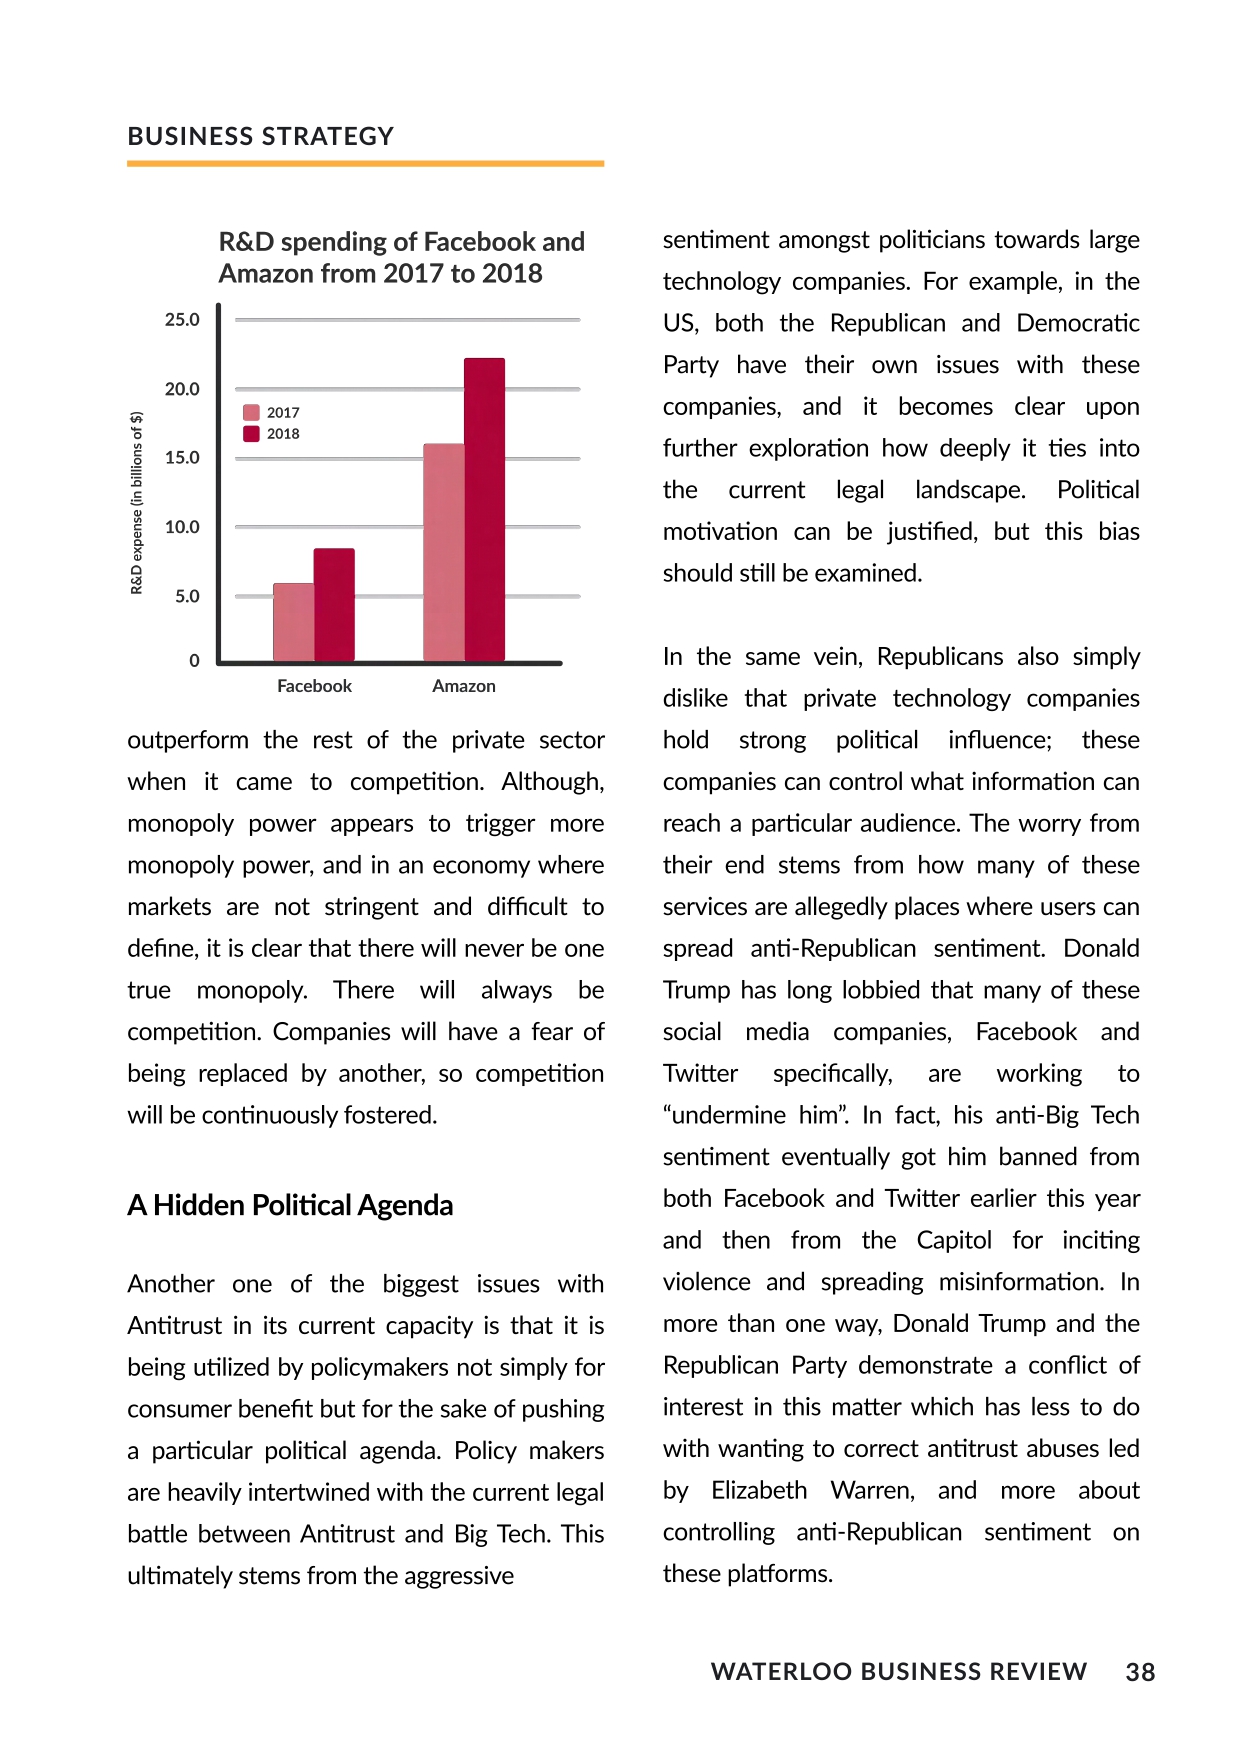 BUSINESS STRATEGY
R&D spending of Facebook and
Amazon from 2017 to 2018
25.0
20.0
15.0
10.0
5.0
0
R&D expense (in billions of $)
2017
2018
Facebook
Amazon
outperform the rest of the private sector
when it came to competition. Although,
monopoly power appears to trigger more
monopoly power, and in an economy where
markets are not stringent and difficult to
define, it is clear that there will never be one
true monopoly. There will always be
competition. Companies will have a fear of
being replaced by another, so competition
will be continuously fostered.
A Hidden Political Agenda
Another one of the biggest issues with
Antitrust in its current capacity is that it is
being utilized by policymakers not simply for
consumer benefit but for the sake of pushing
a particular political agenda. Policy makers
are heavily intertwined with the current legal
battle between Antitrust and Big Tech. This
ultimately stems from the aggressive
sentiment amongst politicians towards large
technology companies. For example, in the
US, both the Republican and Democratic
Party have their own issues with these
companies, and it becomes clear upon
further exploration how deeply it ties into
the current legal landscape. Political
motivation can be justified, but this bias
should still be examined.
In the same vein, Republicans also simply
dislike that private technology companies
hold strong political influence; these
companies can control what information can
reach a particular audience. The worry from
their end stems from how many of these
services are allegedly places where users can
spread anti-Republican sentiment. Donald
Trump has long lobbied that many of these
social media companies, Facebook and
Twitter specifically, are working to
“undermine him”. In fact, his anti-Big Tech
sentiment eventually got him banned from
both Facebook and Twitter earlier this year
and then from the Capitol for inciting
violence and spreading misinformation. In
more than one way, Donald Trump and the
Republican Party demonstrate a conflict of
interest in this matter which has less to do
with wanting to correct antitrust abuses led
by Elizabeth Warren, and more about
controlling anti-Republican sentiment on
these platforms.
WATERLOO BUSINESS REVIEW 38